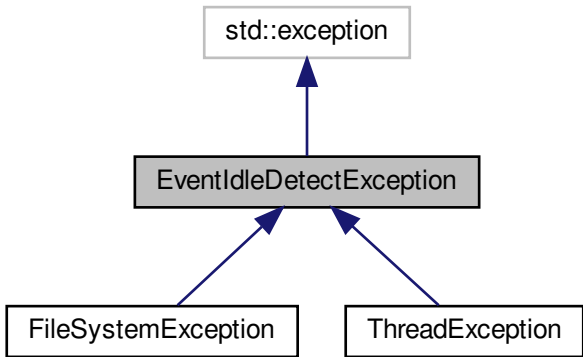 std::exception
EventIdleDetectException
FileSystemException
ThreadException